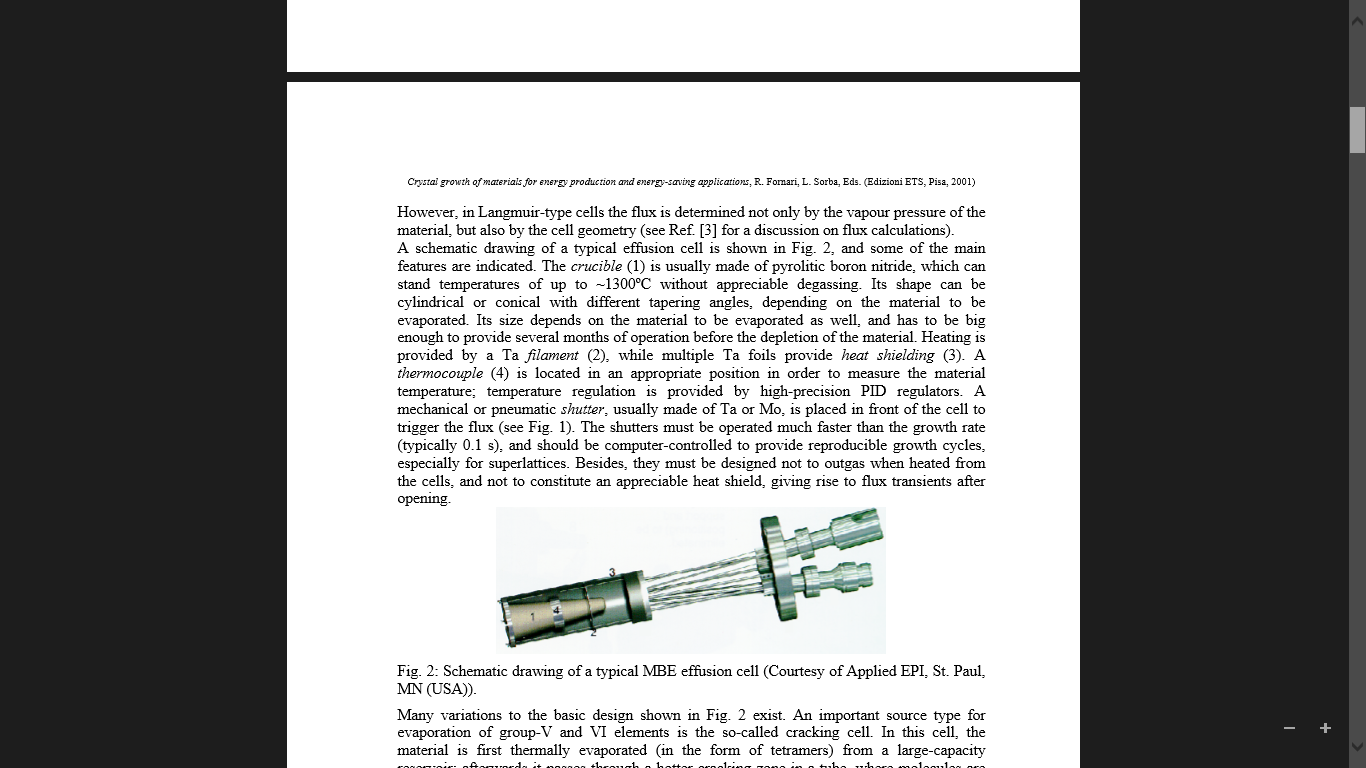 Crystal growth of materials for energy production and energy-saving applications, R. Fornari, L. Sorba, Eds. (Edizioni ETS, Pisa, 2001)
However, in Langmuir-type cells the flux is determined not only by the vapour pressure of the
material, but also by the cell geometry (see Ref. [3] for a discussion on flux calculations).
A schematic drawing of a typical effusion cell is shown in Fig. 2, and some of the main
features are indicated. The crucible (1) is usually made of pyrolitic boron nitride, which can
stand temperatures of up to ~1300ºC without appreciable degassing. Its shape can be
cylindrical or conical with different tapering angles, depending on the material to be
evaporated. Its size depends on the material to be evaporated as well, and has to be big
enough to provide several months of operation before the depletion of the material. Heating is
provided by a Ta filament (2), while multiple Ta foils provide heat shielding (3). A
thermocouple (4) is located in an appropriate position in order to measure the material
temperature; temperature regulation is provided by high-precision PID regulators. A
mechanical or pneumatic shutter, usually made of Ta or Mo, is placed in front of the cell to
trigger the flux (see Fig. 1). The shutters must be operated much faster than the growth rate
(typically 0.1 s), and should be computer-controlled to provide reproducible growth cycles,
especially for superlattices. Besides, they must be designed not to outgas when heated from
the cells, and not to constitute an appreciable heat shield, giving rise to flux transients after
opening.
3
1 4
2
Fig. 2: Schematic drawing of a typical MBE effusion cell (Courtesy of Applied EPI, St. Paul,
MN (USA)).
Many variations to the basic design shown in Fig. 2 exist. An important source type for
evaporation of group-V and VI elements is the so-called cracking cell. In this cell, the
material is first thermally evaporated (in the form of tetramers) from a large-capacity
reservoir; afterwards it passes through a hotter cracking zone in a tube, where molecules are